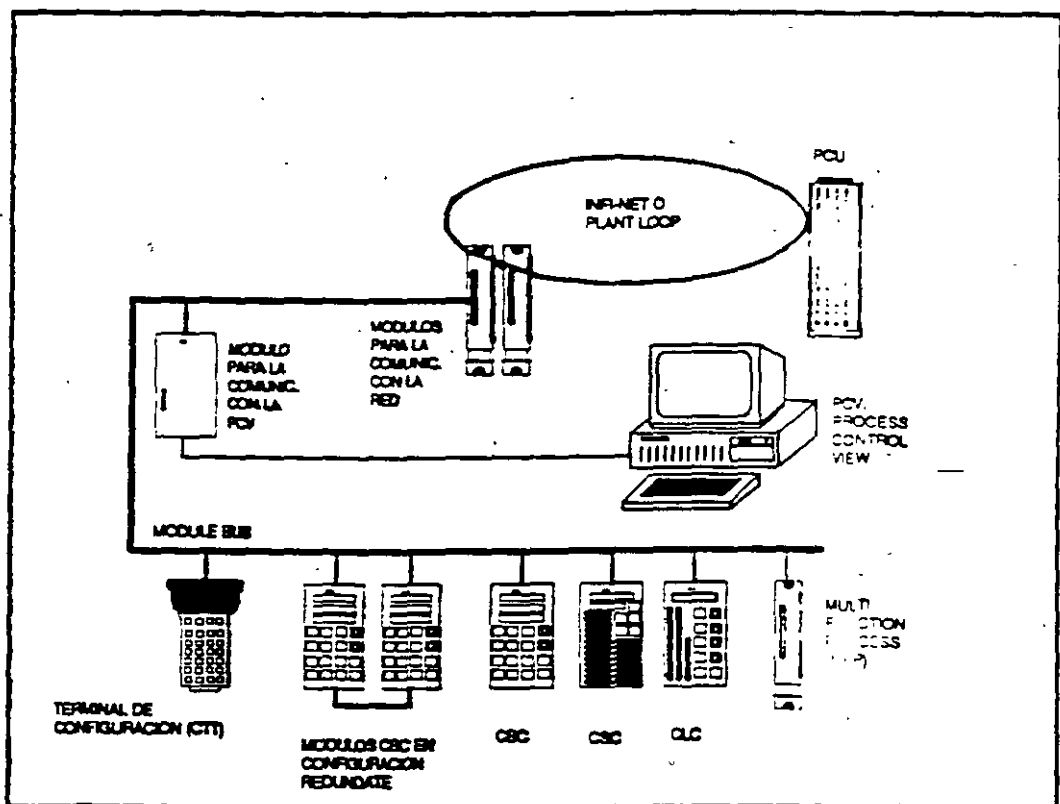 PCU
INFI-NET O
PLANT LOOP
MODULO
PARA LA
COMUNIC.
CON LA
PCV
MODULOS
PARA LA
COMUNIC.
CON LA
RED
PCV.
PROCESS
CONTROL
VIEW
MODULE BUS
TERMINAL DE
CONFIGURACION (CTT)
MODULOS CBC EN
CONFIGURACION
REDUNDATE
CBC
CSC
CLC
MULTI
FUNCTION